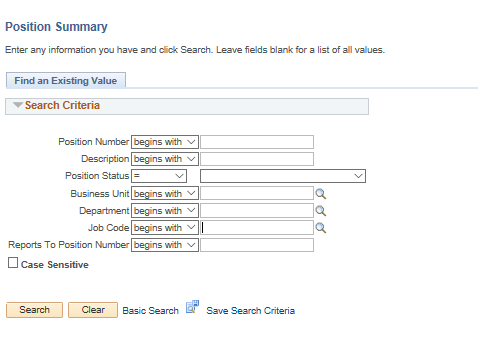 Position Summary
Enter any information you have and click Search. Leave fields blank for a list of all values.
Find an Existing Value
Search Criteria
Position Number begins with
Description begins with
Position Status =
Business Unit begins with
Department begins with
Job Code begins with
Reports To Position Number begins with
Case Sensitive
Search Clear Basic Search Save Search Criteria